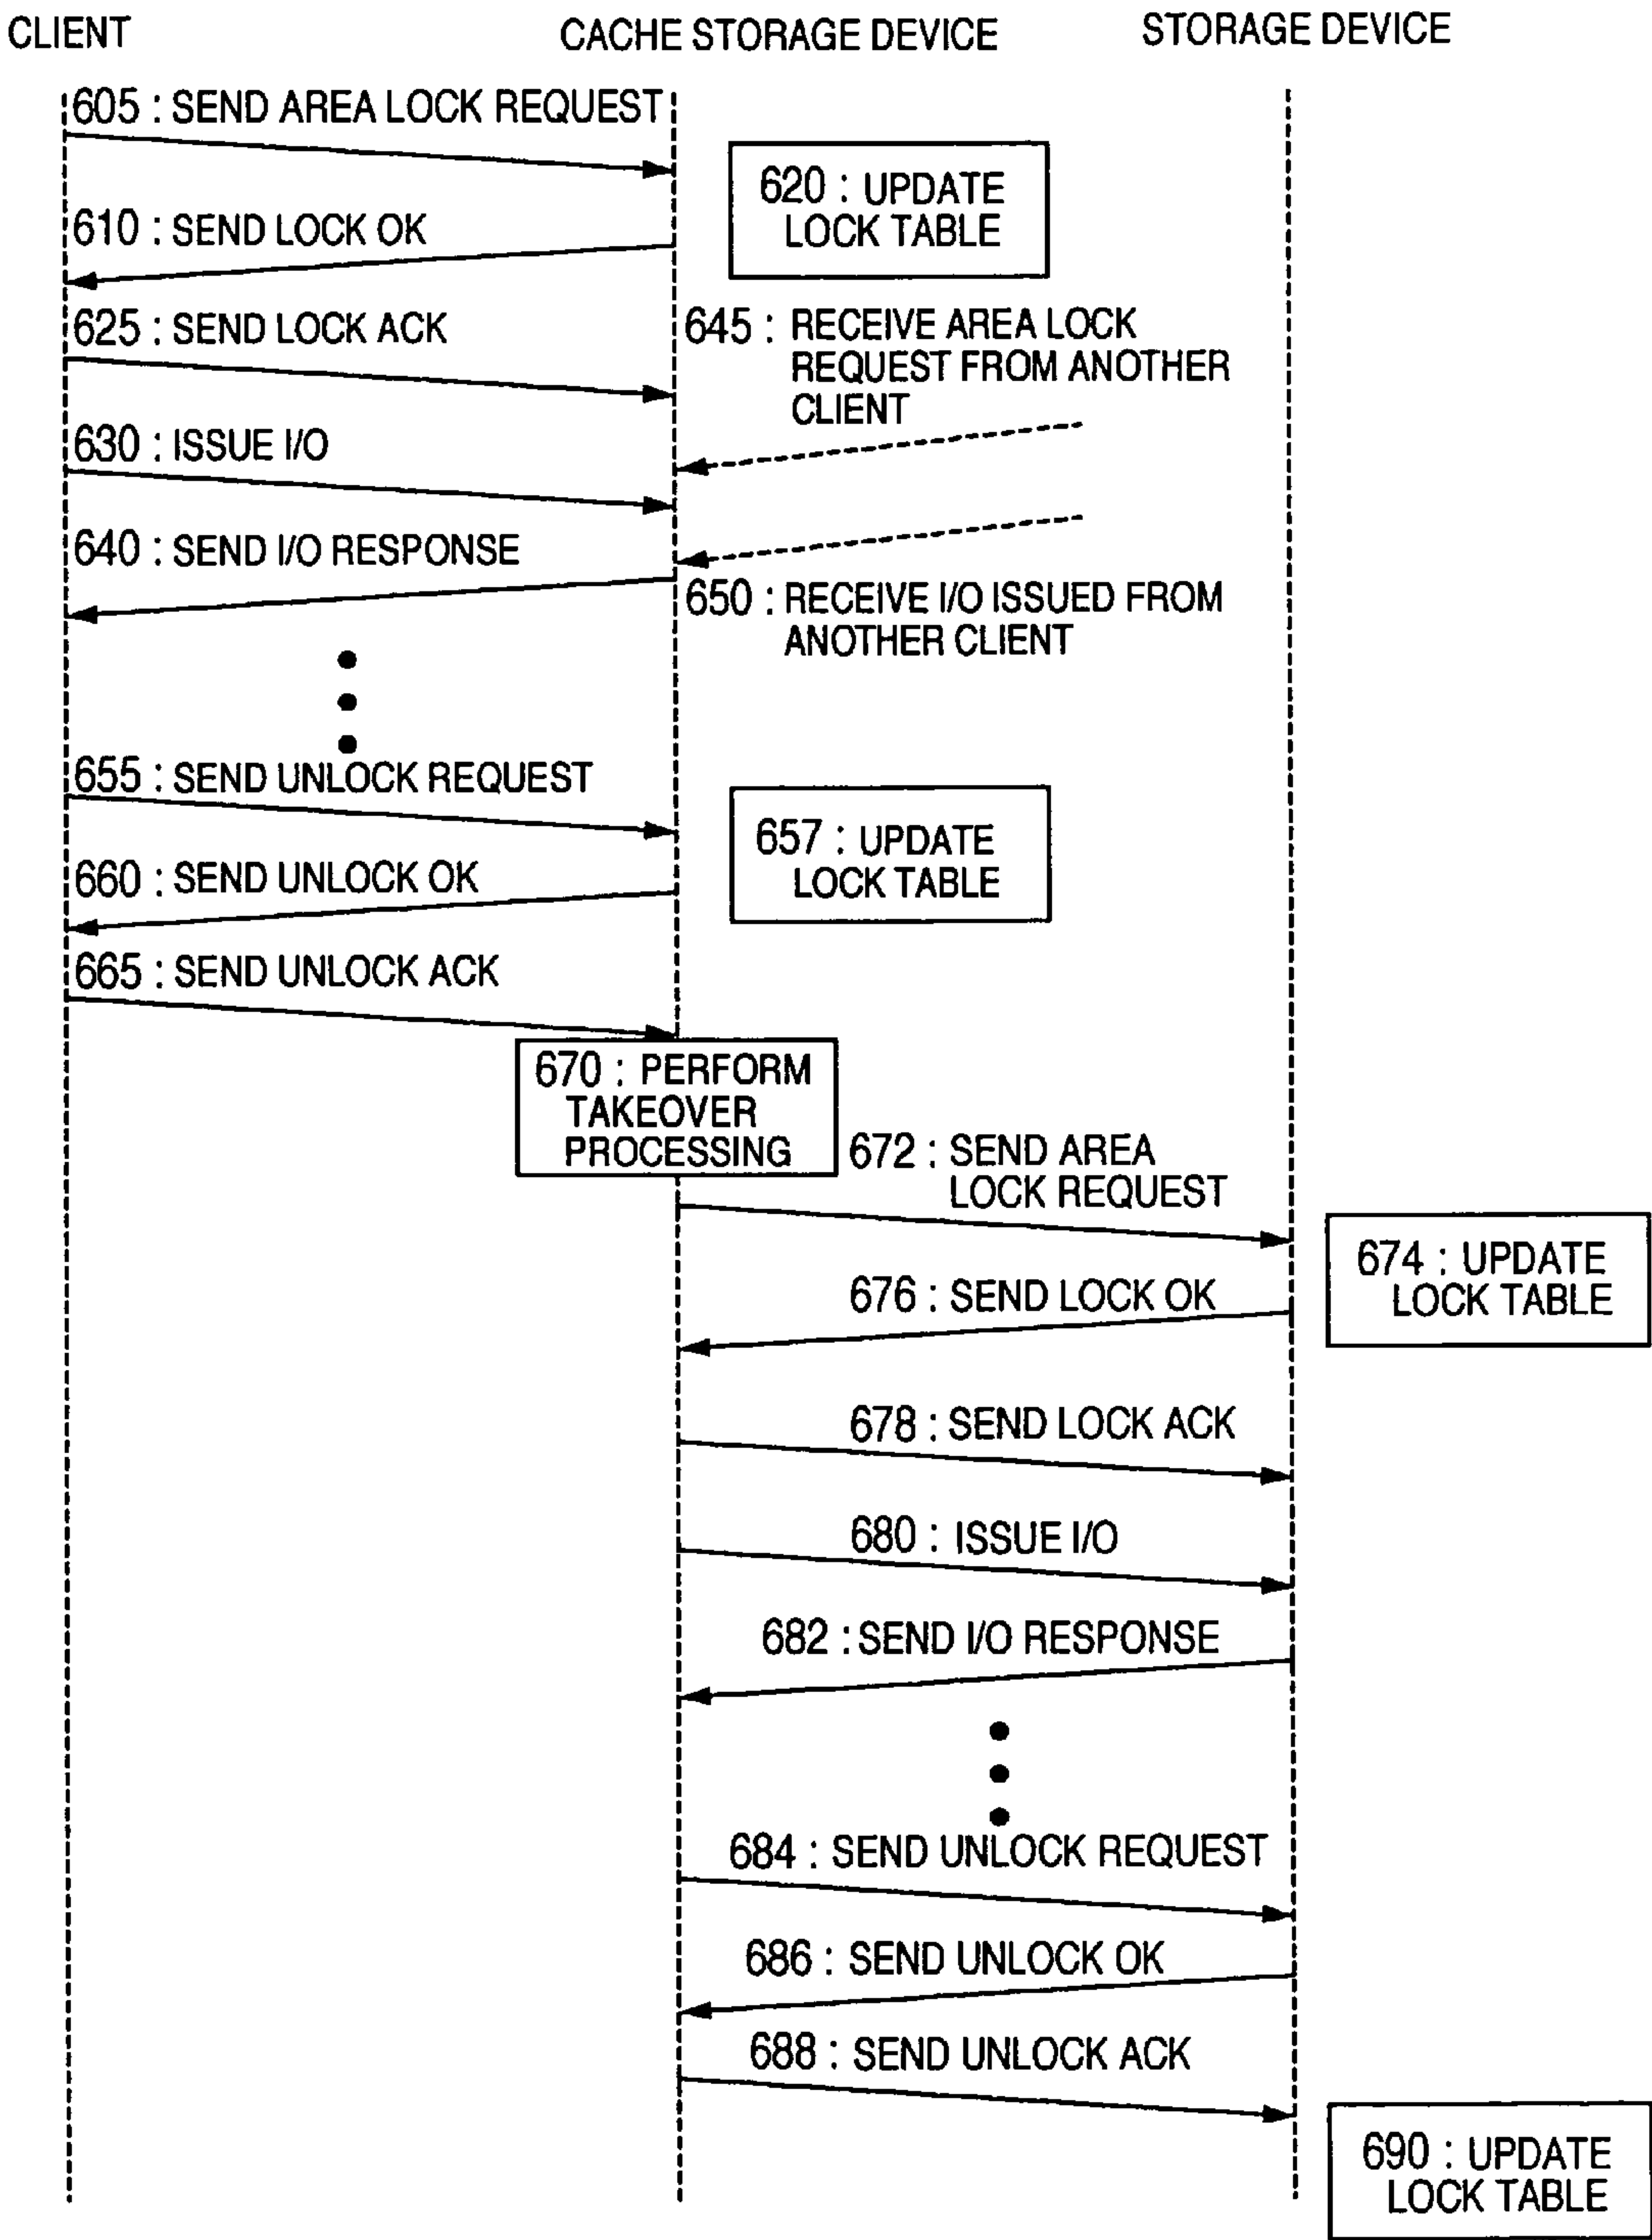 CLIENT
CACHE STORAGE DEVICE
STORAGE DEVICE
605 : SEND AREA LOCK REQUEST
620 : UPDATE
LOCK TABLE
610 : SEND LOCK OK
625 : SEND LOCK ACK
645 : RECEIVE AREA LOCK
REQUEST FROM ANOTHER
CLIENT
630 : ISSUE I/O
640 : SEND I/O RESPONSE
650 : RECEIVE I/O ISSUED FROM
ANOTHER CLIENT
655 : SEND UNLOCK REQUEST
657 : UPDATE
LOCK TABLE
660 : SEND UNLOCK OK
665 : SEND UNLOCK ACK
670 : PERFORM
TAKEOVER
PROCESSING
672 : SEND AREA
LOCK REQUEST
674 : UPDATE
LOCK TABLE
676 : SEND LOCK OK
678 : SEND LOCK ACK
680 : ISSUE I/O
682 : SEND I/O RESPONSE
684 : SEND UNLOCK REQUEST
686 : SEND UNLOCK OK
688 : SEND UNLOCK ACK
690 : UPDATE
LOCK TABLE